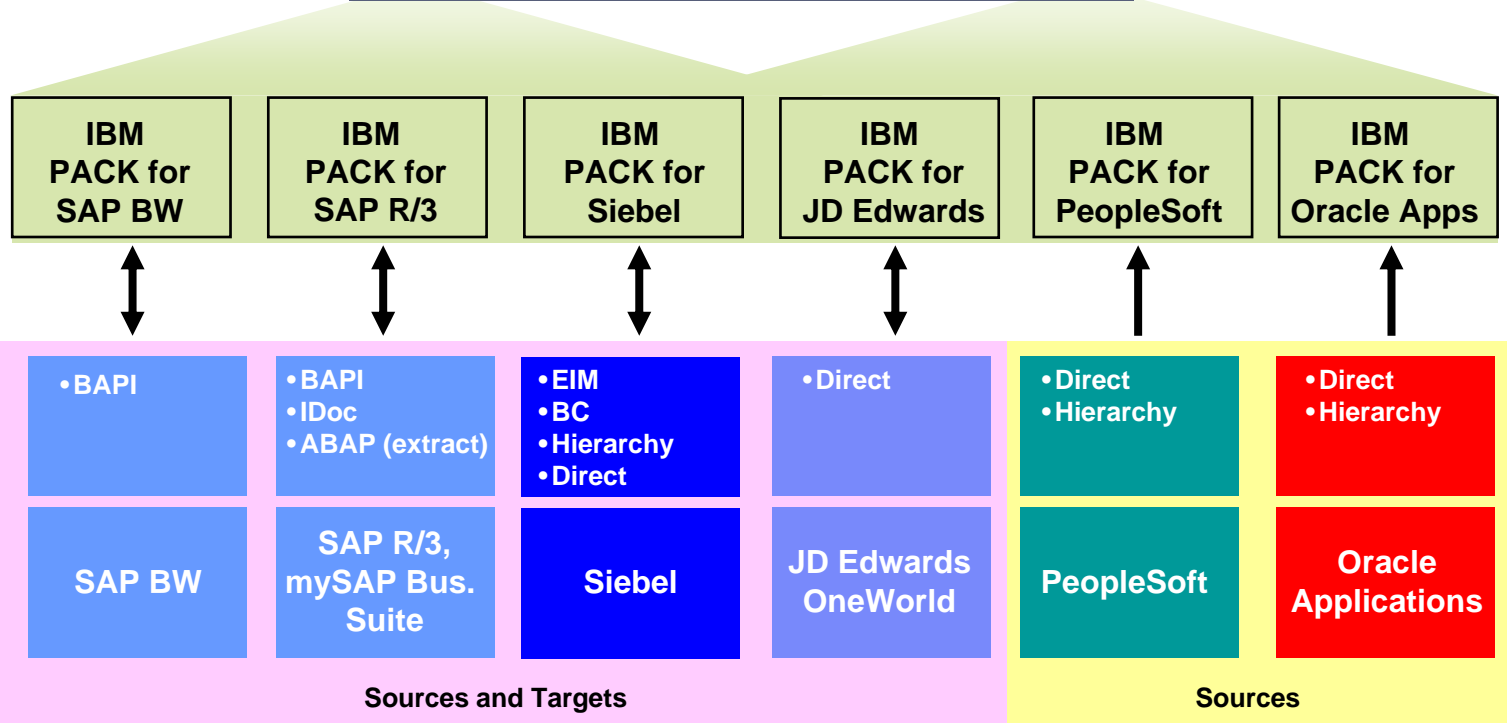 IBM
PACK for
SAP BW
IBM
PACK for
SAP R/3
IBM
PACK for
Siebel
IBM
PACK for
JD Edwards
IBM
PACK for
PeopleSoft
IBM
PACK for
Oracle Apps
•BAPI
•BAPI
•IDoc
•ABAP (extract)
•EIM
•BC
•Hierarchy
•Direct
•Direct
•Direct
•Hierarchy
•Direct
•Hierarchy
SAP BW
SAP R/3,
mySAP Bus.
Suite
Siebel
JD Edwards
OneWorld
PeopleSoft
Oracle
Applications
Sources and Targets
Sources